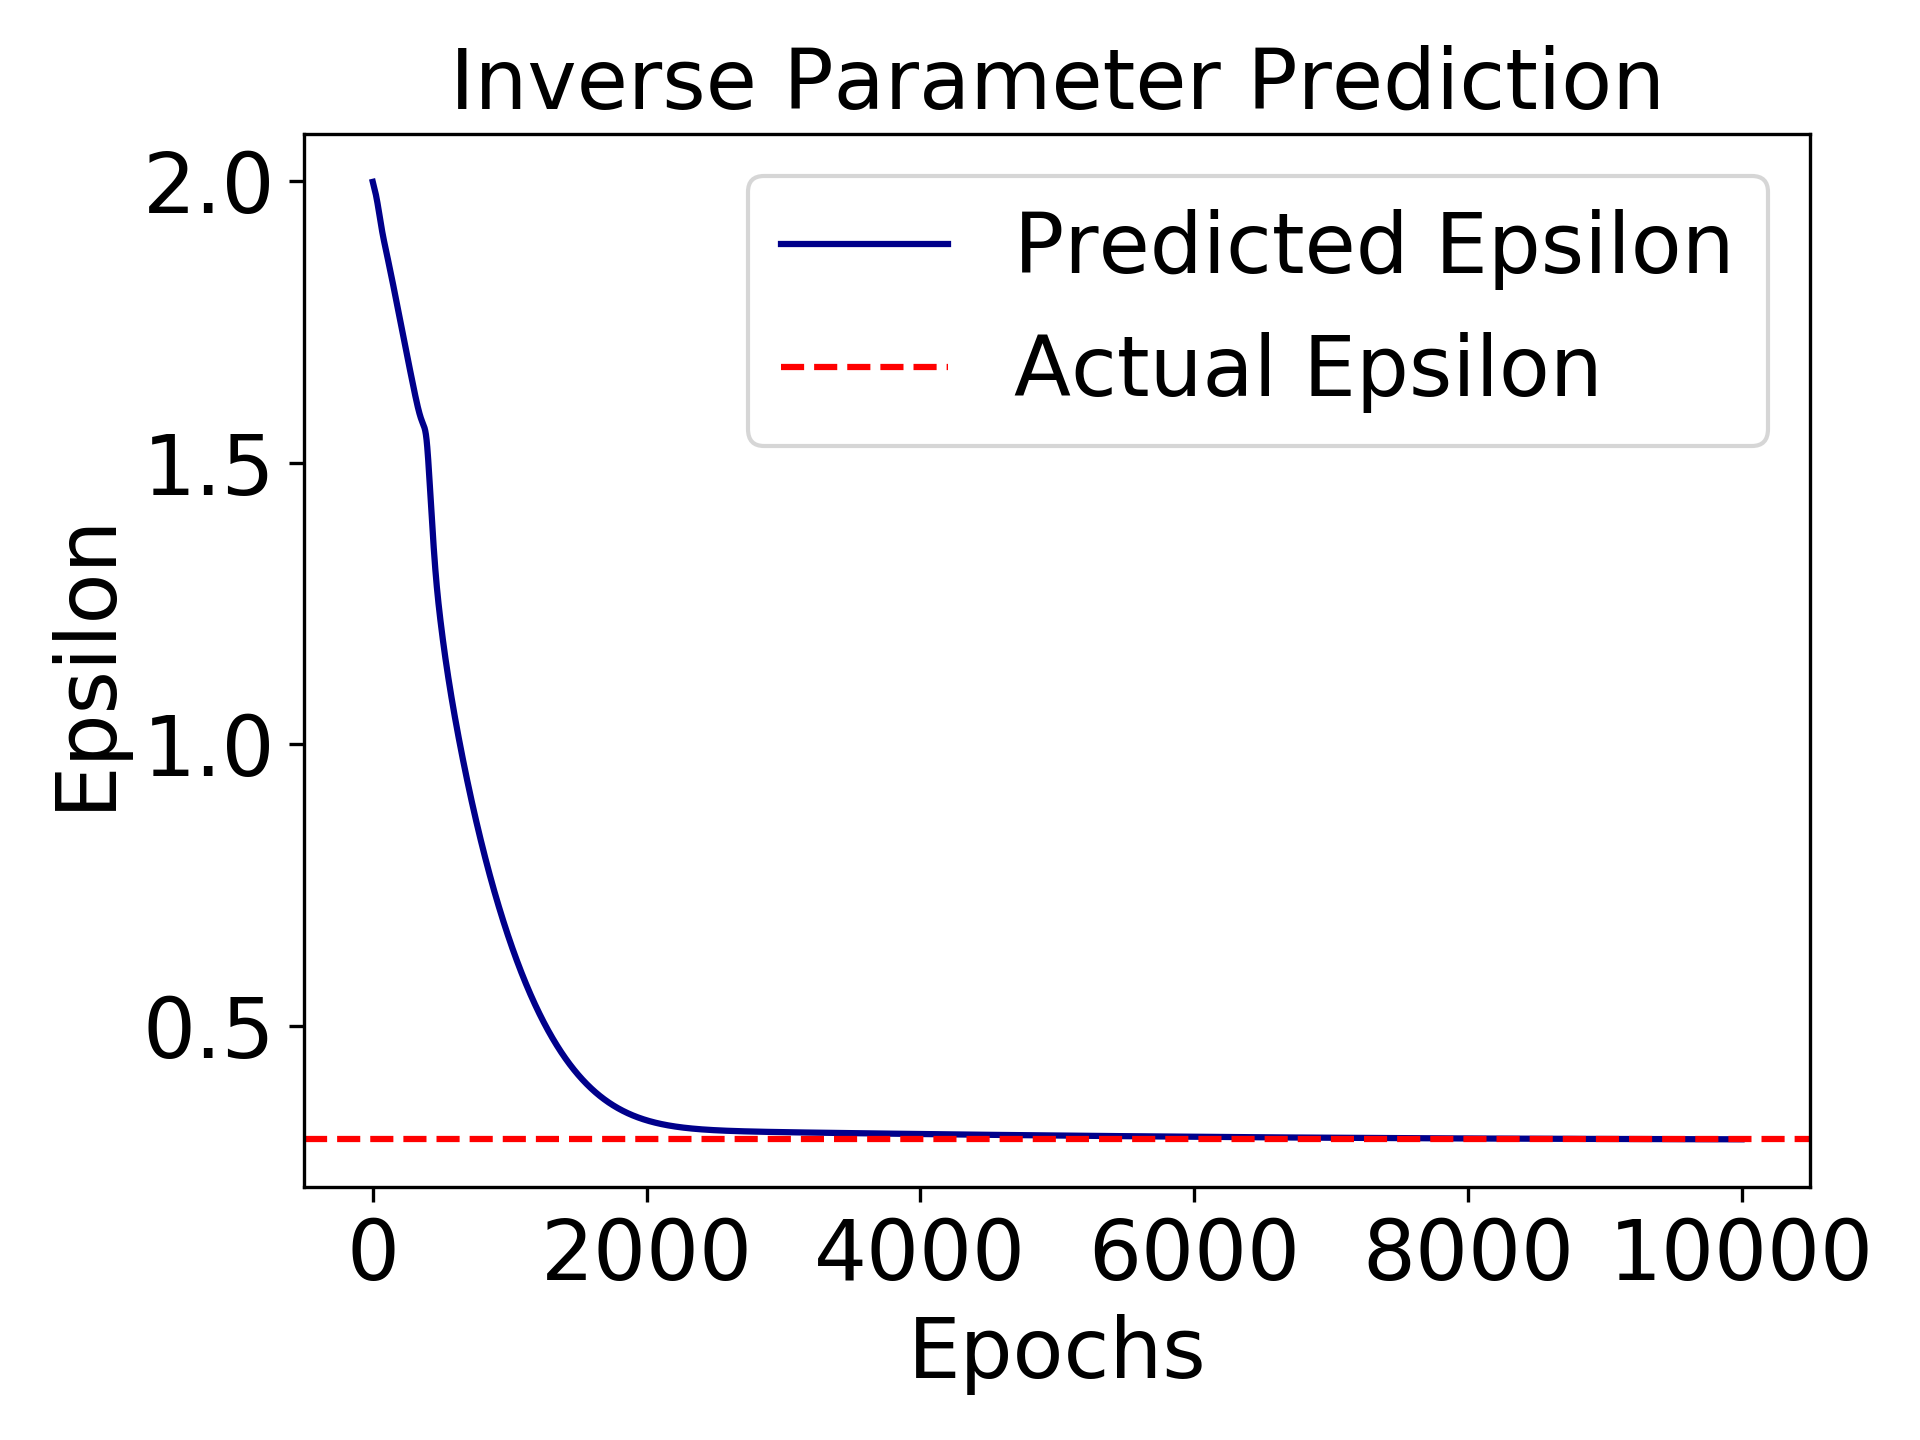 Inverse Parameter Prediction
2.0
1.5
1.0
0.5
Epsilon
Predicted Epsilon
Actual Epsilon
0 2000 4000 6000 8000 10000
Epochs